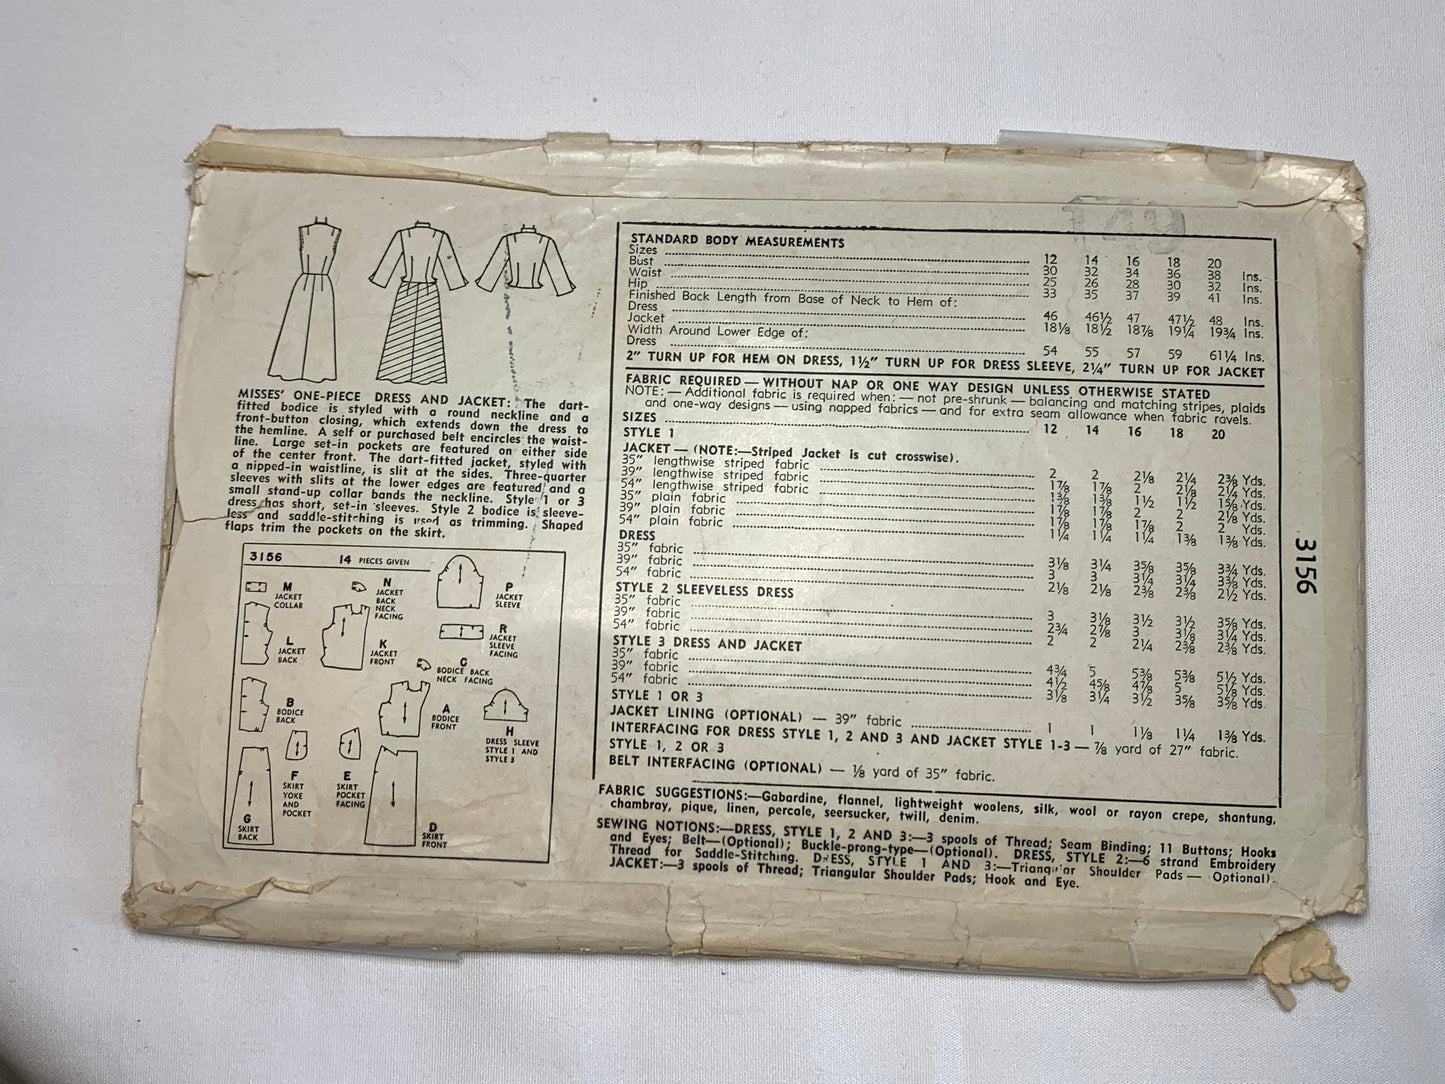 149
MISSES' ONE-PIECE DRESS AND JACKET: The dart-
fitted bodice is styled with a round neckline and a
front-button closing, which extends down the dress to
the hemline. A self or purchased belt encircles the waist-
line. Large set-in pockets are featured on either side
of the center front. The dart-fitted jacket, styled with
a nipped-in waistline, is slit at the sides. Three-quarter
sleeves with slits at the lower edges are featured and a
small stand-up collar bands the neckline. Style 1 or 3
dress has short, set-in sleeves. Style 2 bodice is sleeve-
less and saddle-stitching is used as trimming. Shaped
flaps trim the pockets on the skirt.
3156 14 PIECES GIVEN
M
JACKET
COLLAR
N
JACKET
BACK
NECK
FACING
P
JACKET
SLEEVE
L
JACKET
BACK
K
JACKET
FRONT
R
JACKET
SLEEVE
FACING
C
BODICE BACK
NECK FACING
B
BODICE
BACK
A
BODICE
FRONT
H
DRESS SLEEVE
STYLE 1 AND
STYLE 3
F
SKIRT
YOKE
AND
POCKET
E
SKIRT
POCKET
FACING
G
SKIRT
BACK
D
SKIRT
FRONT
STANDARD BODY MEASUREMENTS
Sizes 12 14 16 18 20
Bust 30 32 34 36 38 Ins.
Waist 25 26 28 30 32 Ins.
Hip 33 35 37 39 41 Ins.
Finished Back Length from Base of Neck to Hem of:
Dress 46 46½ 47 47½ 48 Ins.
Jacket 18⅛ 18½ 18⅞ 19¼ 19¾ Ins.
Width Around Lower Edge of:
Dress 54 55 57 59 61¼ Ins.
2" TURN UP FOR HEM ON DRESS, 1½" TURN UP FOR DRESS SLEEVE, 2¼" TURN UP FOR JACKET
FABRIC REQUIRED — WITHOUT NAP OR ONE WAY DESIGN UNLESS OTHERWISE STATED
NOTE: — Additional fabric is required when: — not pre-shrunk — balancing and matching stripes, plaids
and one-way designs — using napped fabrics — and for extra seam allowance when fabric ravels.
SIZES 12 14 16 18 20
STYLE 1
JACKET — (NOTE:—Striped Jacket is cut crosswise).
35" lengthwise striped fabric 2 2 2⅛ 2¼ 2⅜ Yds.
39" lengthwise striped fabric 1⅞ 1⅞ 2 2⅛ 2¼ Yds.
54" lengthwise striped fabric 1⅜ 1⅜ 1½ 1½ 1⅝ Yds.
35" plain fabric 1⅞ 1⅞ 2 2 2⅛ Yds.
39" plain fabric 1⅞ 1⅞ 1⅞ 2 2 Yds.
54" plain fabric 1¼ 1¼ 1¼ 1⅜ 1⅜ Yds.
DRESS
35" fabric 3⅛ 3¼ 3⅝ 3⅝ 3¾ Yds.
39" fabric 3 3 3¼ 3¼ 3⅜ Yds.
54" fabric 2⅛ 2⅛ 2⅜ 2⅜ 2½ Yds.
STYLE 2 SLEEVELESS DRESS
35" fabric 3 3⅛ 3½ 3½ 3⅝ Yds.
39" fabric 2¾ 2⅞ 3 3⅛ 3¼ Yds.
54" fabric 2 2 2¼ 2⅜ 2⅜ Yds.
STYLE 3 DRESS AND JACKET
35" fabric 4¾ 5 5⅜ 5⅜ 5½ Yds.
39" fabric 4½ 4⅝ 4⅞ 5 5⅛ Yds.
54" fabric 3⅛ 3¼ 3½ 3⅝ 3⅝ Yds.
STYLE 1 OR 3
JACKET LINING (OPTIONAL) — 39" fabric 1 1 1⅛ 1¼ 1⅜ Yds.
INTERFACING FOR DRESS STYLE 1, 2 AND 3 AND JACKET STYLE 1-3 — ⅞ yard of 27" fabric.
STYLE 1, 2 OR 3
BELT INTERFACING (OPTIONAL) — ⅛ yard of 35" fabric.
FABRIC SUGGESTIONS:—Gabardine, flannel, lightweight woolens, silk, wool or rayon crepe, shantung,
chambray, pique, linen, percale, seersucker, twill, denim.
SEWING NOTIONS:—DRESS, STYLE 1, 2 AND 3:—3 spools of Thread; Seam Binding; 11 Buttons; Hooks
and Eyes; Belt—(Optional); Buckle-prong-type—(Optional). DRESS, STYLE 2:—6 strand Embroidery
Thread for Saddle-Stitching. DRESS, STYLE 1 AND 3:—Triangular Shoulder Pads — (Optional).
JACKET:—3 spools of Thread; Triangular Shoulder Pads; Hook and Eye.
3156